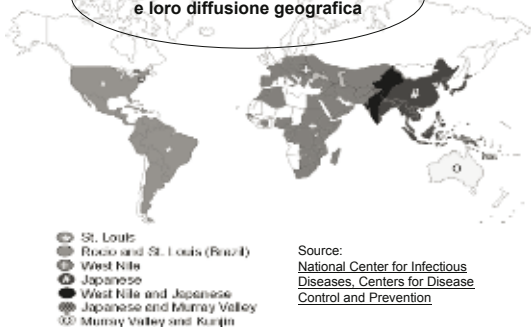 e loro diffusione geografica
St. Louis
Rocio and St. Louis (Brazil)
West Nile
Japanese
West Nile and Japanese
Japanese and Murray Valley
Murray Valley and Kunjin
Source:
National Center for Infectious
Diseases, Centers for Disease
Control and Prevention